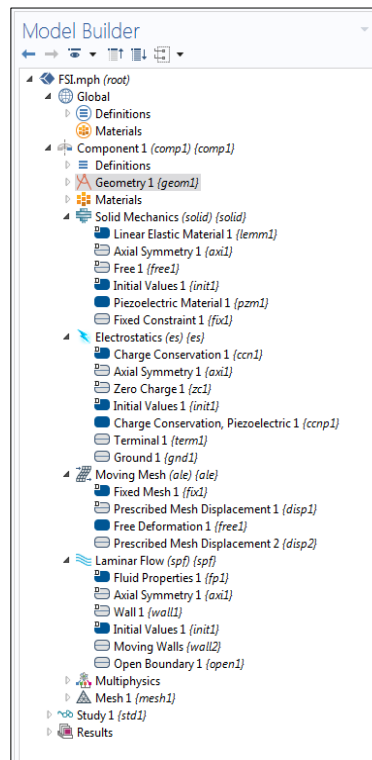 Model Builder
FSI.mph (root)
Global
Definitions
Materials
Component 1 (comp1) {comp1}
Definitions
Geometry 1 {geom1}
Materials
Solid Mechanics (solid) {solid}
Linear Elastic Material 1 {lemm1}
Axial Symmetry 1 {axi1}
Free 1 {free1}
Initial Values 1 {init1}
Piezoelectric Material 1 {pzm1}
Fixed Constraint 1 {fix1}
Electrostatics (es) {es}
Charge Conservation 1 {ccn1}
Axial Symmetry 1 {axi1}
Zero Charge 1 {zc1}
Initial Values 1 {init1}
Charge Conservation, Piezoelectric 1 {ccnp1}
Terminal 1 {term1}
Ground 1 {gnd1}
Moving Mesh (ale) {ale}
Fixed Mesh 1 {fix1}
Prescribed Mesh Displacement 1 {disp1}
Free Deformation 1 {free1}
Prescribed Mesh Displacement 2 {disp2}
Laminar Flow (spf) {spf}
Fluid Properties 1 {fp1}
Axial Symmetry 1 {axi1}
Wall 1 {wall1}
Initial Values 1 {init1}
Moving Walls {wall2}
Open Boundary 1 {open1}
Multiphysics
Mesh 1 {mesh1}
Study 1 {std1}
Results